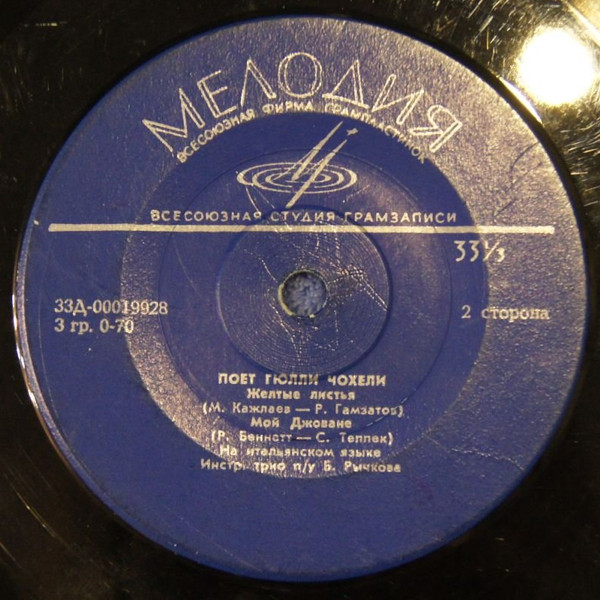 МЕЛОДИЯ
ВСЕСОЮЗНАЯ ФИРМА ГРАМПЛАСТИНОК
ВСЕСОЮЗНАЯ СТУДИЯ ГРАМЗАПИСИ
33⅓
33Д-00019928
3 гр. 0-70
2 сторона
ПОЕТ ГЮЛЛИ ЧОХЕЛИ
Желтые листья
(М. Кажлаев — Р. Гамзатов)
Мой Джоване
(Р. Беннетт — С. Теппек)
На итальянском языке
Инстр. трио п/у Б. Рычкова